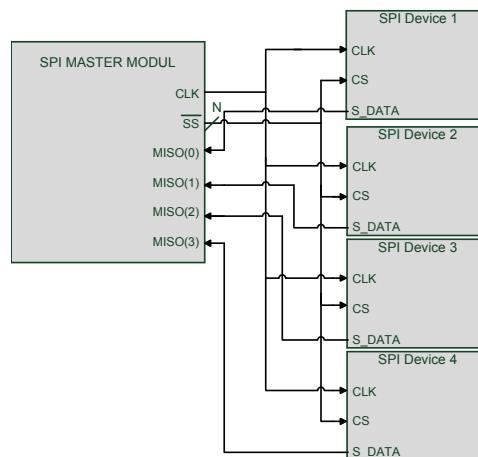 SPI MASTER MODUL
CLK
N
SS
MISO(0)
MISO(1)
MISO(2)
MISO(3)
SPI Device 1
CLK
CS
S_DATA
SPI Device 2
CLK
CS
S_DATA
SPI Device 3
CLK
CS
S_DATA
SPI Device 4
CLK
CS
S_DATA